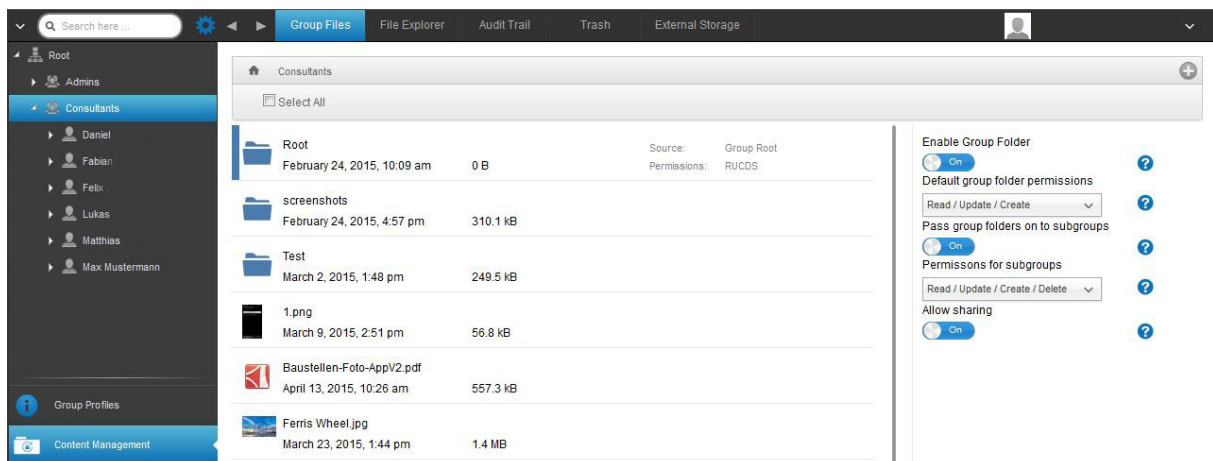 Search here ...
Group Files
File Explorer
Audit Trail
Trash
External Storage
Root
Admins
Consultants
Daniel
Fabian
Felix
Lukas
Matthias
Max Mustermann
Group Profiles
Content Management
Consultants
Select All
Root
February 24, 2015, 10:09 am 0 B
Source: Group Root
Permissions: RUCDS
screenshots
February 24, 2015, 4:57 pm 310.1 kB
Test
March 2, 2015, 1:48 pm 249.5 kB
1.png
March 9, 2015, 2:51 pm 56.8 kB
Baustellen-Foto-AppV2.pdf
April 13, 2015, 10:26 am 557.3 kB
Ferris Wheel.jpg
March 23, 2015, 1:44 pm 1.4 MB
Enable Group Folder
On
Default group folder permissions
Read / Update / Create
Pass group folders on to subgroups
On
Permissons for subgroups
Read / Update / Create / Delete
Allow sharing
On